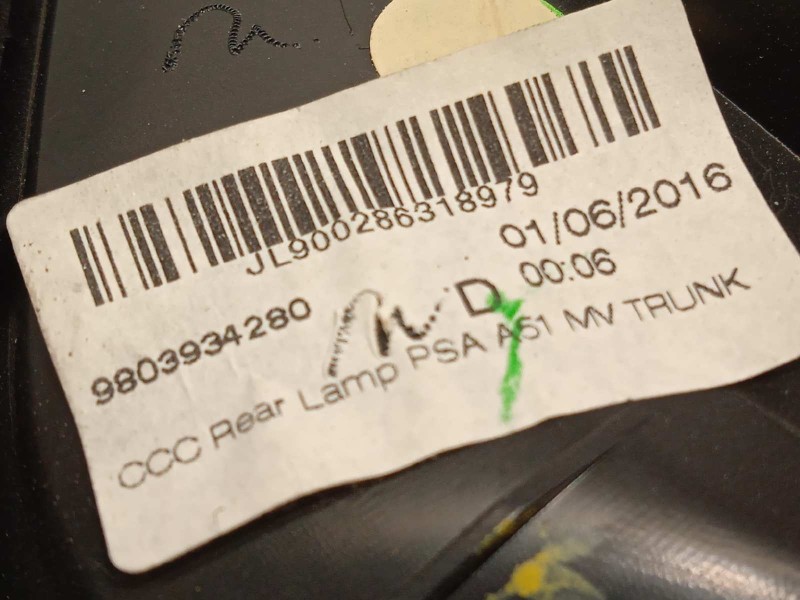 JL900286318979
01/06/2016
00:06
9803934280
D
CCC Rear Lamp PSA A51 MV TRUNK